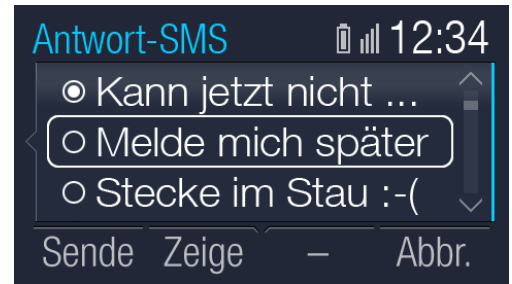 Antwort-SMS 12:34
Kann jetzt nicht ...
Melde mich später
Stecke im Stau :-(
Sende Zeige – Abbr.